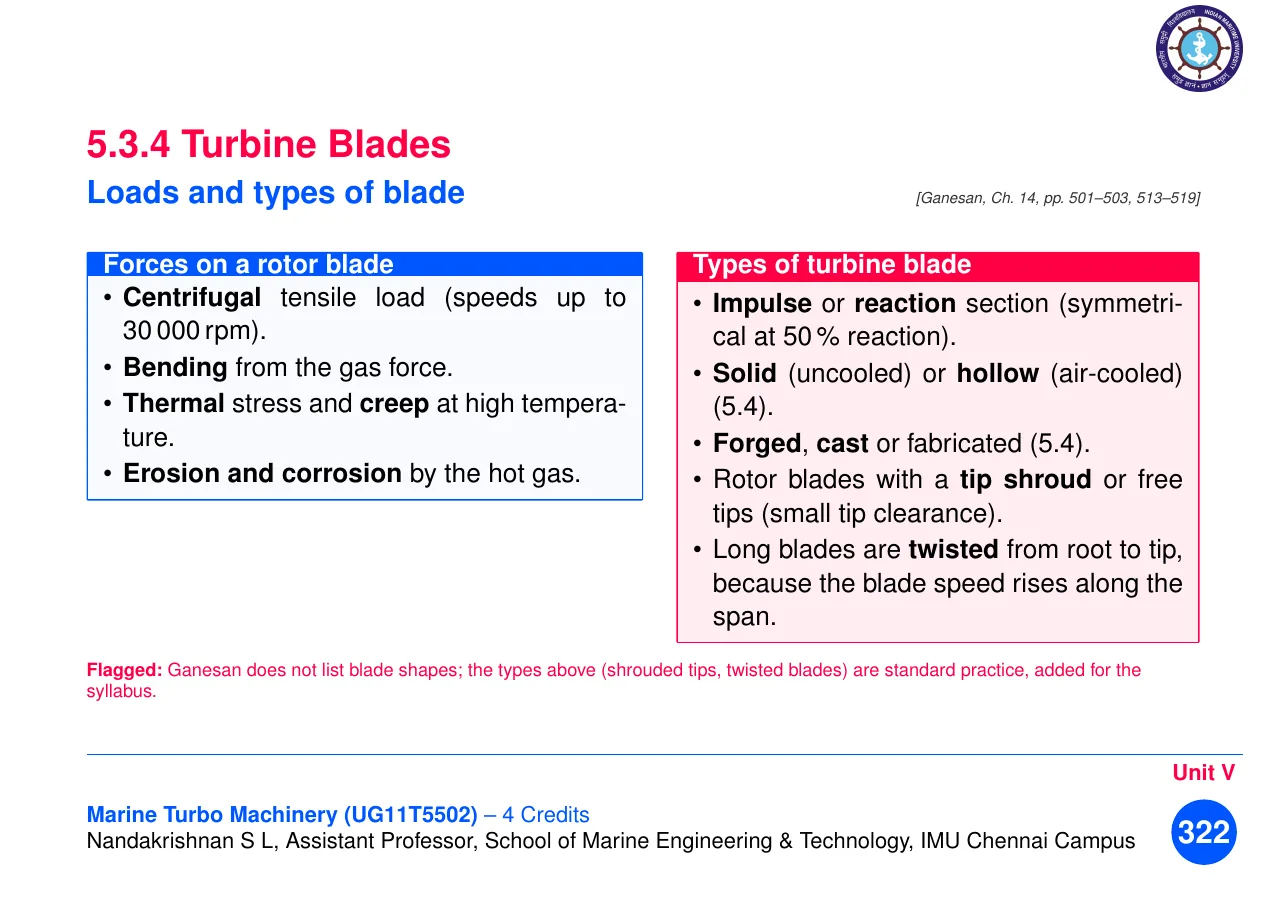 INDIAN MARITIME UNIVERSITY
5.3.4 Turbine Blades
Loads and types of blade
[Ganesan, Ch. 14, pp. 501–503, 513–519]
Forces on a rotor blade
• Centrifugal tensile load (speeds up to
30 000 rpm).
• Bending from the gas force.
• Thermal stress and creep at high tempera-
ture.
• Erosion and corrosion by the hot gas.
Types of turbine blade
• Impulse or reaction section (symmetri-
cal at 50 % reaction).
• Solid (uncooled) or hollow (air-cooled)
(5.4).
• Forged, cast or fabricated (5.4).
• Rotor blades with a tip shroud or free
tips (small tip clearance).
• Long blades are twisted from root to tip,
because the blade speed rises along the
span.
Flagged: Ganesan does not list blade shapes; the types above (shrouded tips, twisted blades) are standard practice, added for the
syllabus.
Unit V
Marine Turbo Machinery (UG11T5502) – 4 Credits
Nandakrishnan S L, Assistant Professor, School of Marine Engineering & Technology, IMU Chennai Campus
322